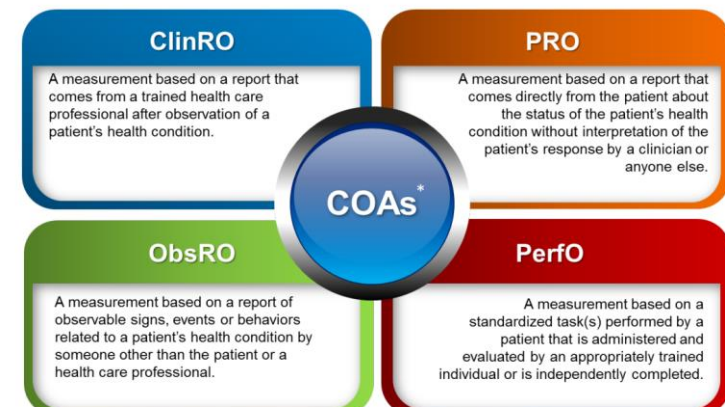 ClinRO
A measurement based on a report that
comes from a trained health care
professional after observation of a
patient's health condition.
PRO
A measurement based on a report that
comes directly from the patient about
the status of the patient's health
condition without interpretation of the
patient's response by a clinician or
anyone else.
COAs*
ObsRO
A measurement based on a report of
observable signs, events or behaviors
related to a patient's health condition by
someone other than the patient or a
health care professional.
PerfO
A measurement based on a
standardized task(s) performed by a
patient that is administered and
evaluated by an appropriately trained
individual or is independently completed.